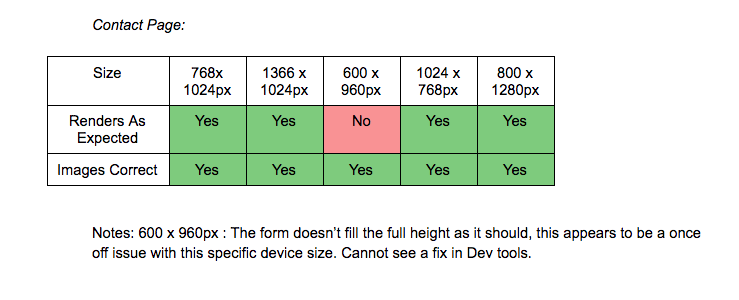 Contact Page:
Size 768x 1366 x 600 x 1024 x 800 x
1024px 1024px 960px 768px 1280px
Renders As Yes Yes No Yes Yes
Expected
Images Correct Yes Yes Yes Yes Yes
Notes: 600 x 960px : The form doesn’t fill the full height as it should, this appears to be a once
off issue with this specific device size. Cannot see a fix in Dev tools.